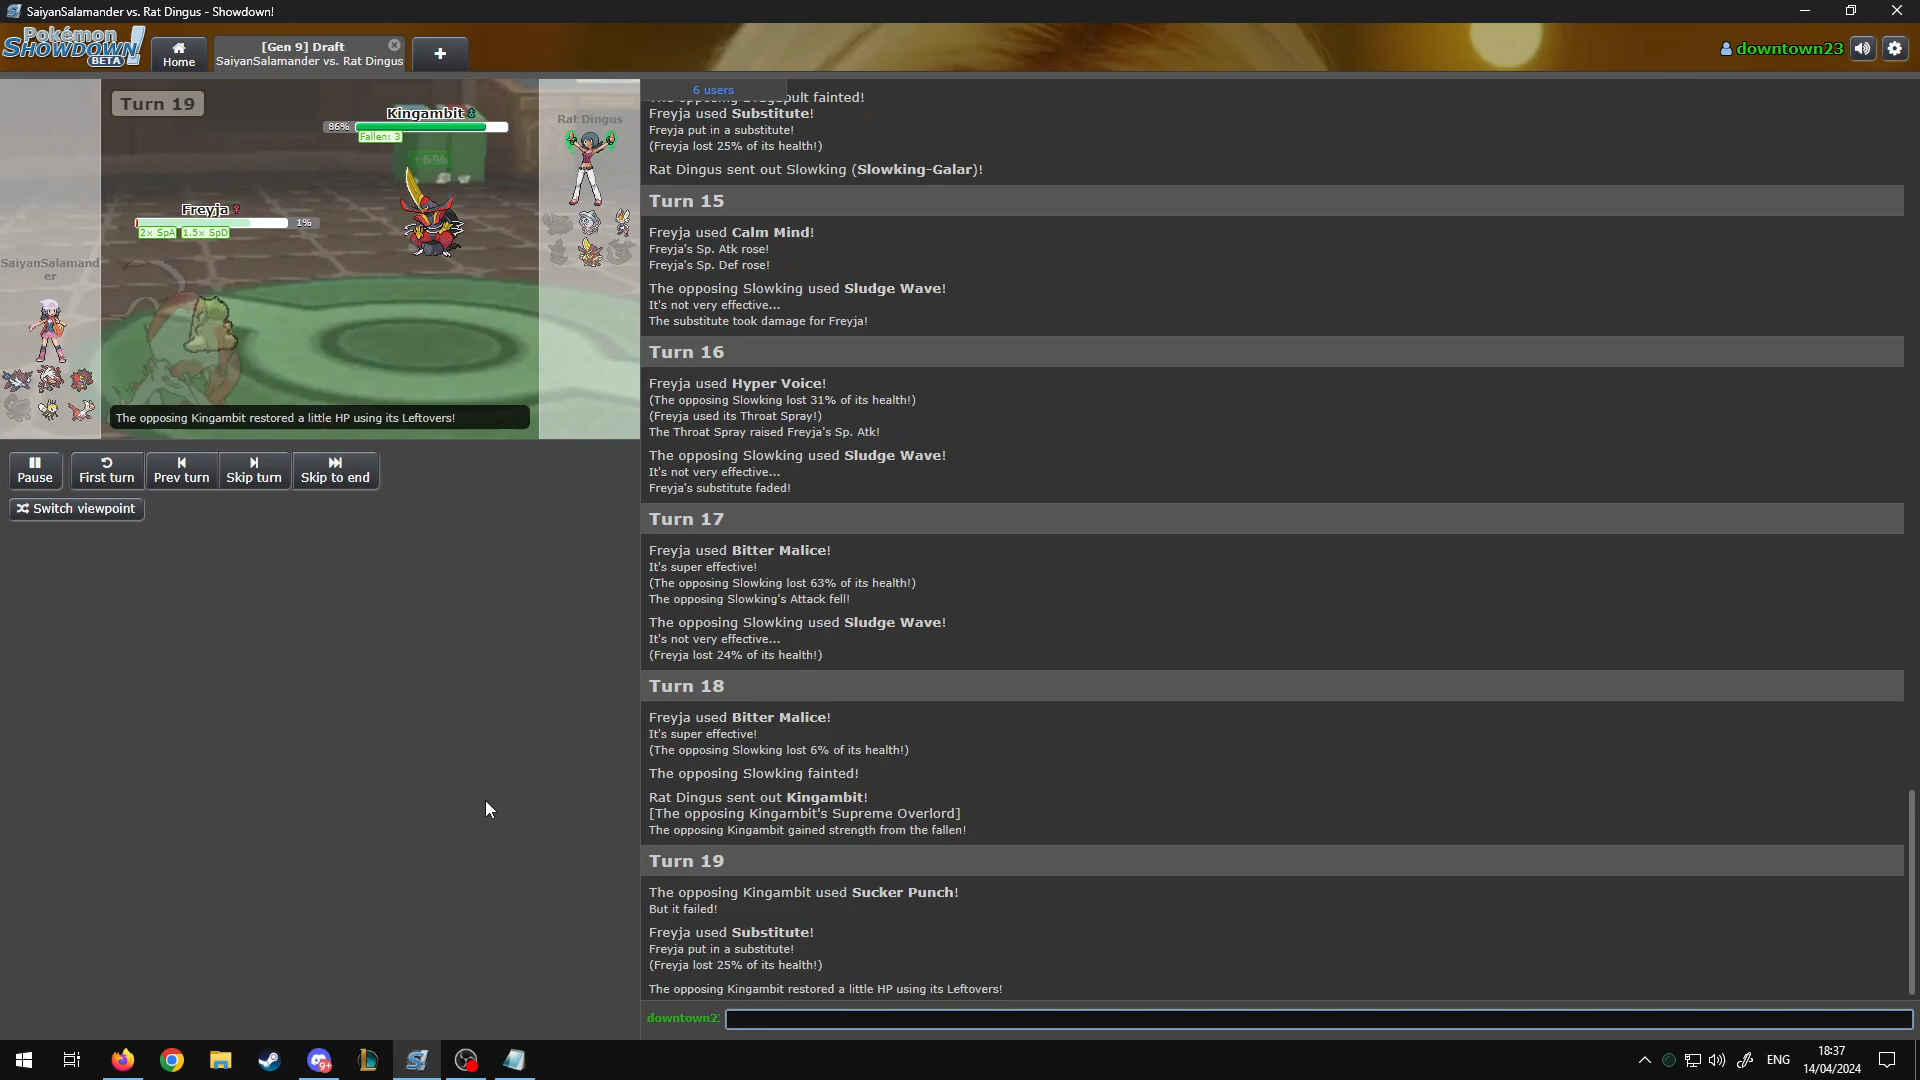 SaiyanSalamander vs. Rat Dingus - Showdown!
Pokémon
SHOWDOWN!
BETA
Home
[Gen 9] Draft
SaiyanSalamander vs. Rat Dingus
+
downtown23
Turn 19
Kingambit
86%
Fallen: 3
+6%
Freyja
1%
2x SpA 1.5x SpD
SaiyanSalamand
er
Rat Dingus
The opposing Kingambit restored a little HP using its Leftovers!
Pause
First turn
Prev turn
Skip turn
Skip to end
Switch viewpoint
6 users
The opposing Dragapult fainted!
Freyja used Substitute!
Freyja put in a substitute!
(Freyja lost 25% of its health!)
Rat Dingus sent out Slowking (Slowking-Galar)!
Turn 15
Freyja used Calm Mind!
Freyja's Sp. Atk rose!
Freyja's Sp. Def rose!
The opposing Slowking used Sludge Wave!
It's not very effective...
The substitute took damage for Freyja!
Turn 16
Freyja used Hyper Voice!
(The opposing Slowking lost 31% of its health!)
(Freyja used its Throat Spray!)
The Throat Spray raised Freyja's Sp. Atk!
The opposing Slowking used Sludge Wave!
It's not very effective...
Freyja's substitute faded!
Turn 17
Freyja used Bitter Malice!
It's super effective!
(The opposing Slowking lost 63% of its health!)
The opposing Slowking's Attack fell!
The opposing Slowking used Sludge Wave!
It's not very effective...
(Freyja lost 24% of its health!)
Turn 18
Freyja used Bitter Malice!
It's super effective!
(The opposing Slowking lost 6% of its health!)
The opposing Slowking fainted!
Rat Dingus sent out Kingambit!
[The opposing Kingambit's Supreme Overlord]
The opposing Kingambit gained strength from the fallen!
Turn 19
The opposing Kingambit used Sucker Punch!
But it failed!
Freyja used Substitute!
Freyja put in a substitute!
(Freyja lost 25% of its health!)
The opposing Kingambit restored a little HP using its Leftovers!
downtown2:
9+
ENG
18:37
14/04/2024